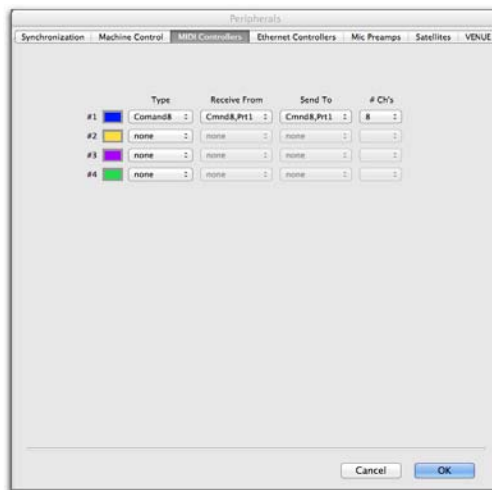 Peripherals
Synchronization Machine Control MIDI Controllers Ethernet Controllers Mic Preamps Satellites VENUE
Type Receive From Send To # Ch's
#1 Comand8 Cmnd8,Prt1 Cmnd8,Prt1 8
#2 none none none
#3 none none none
#4 none none none
Cancel OK